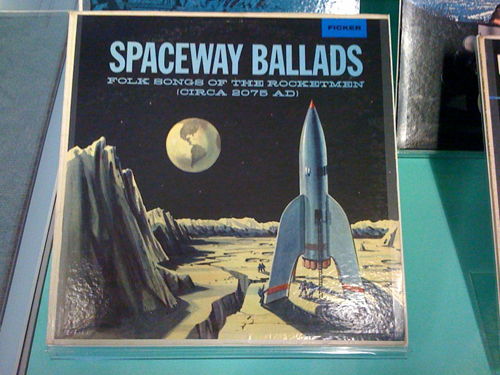 PICKER
SPACEWAY BALLADS
FOLK SONGS OF THE ROCKETMEN
(CIRCA 2075 AD)